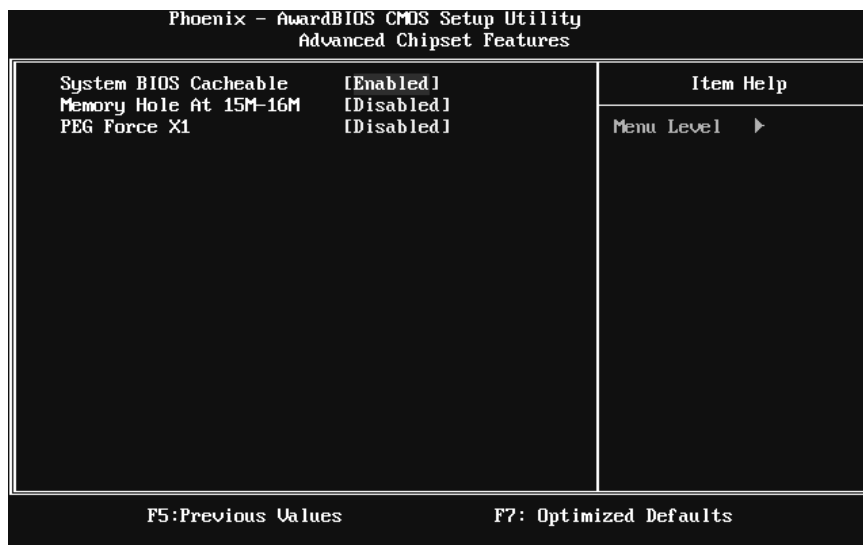 Phoenix - AwardBIOS CMOS Setup Utility
Advanced Chipset Features
System BIOS Cacheable [Enabled]
Memory Hole At 15M-16M [Disabled]
PEG Force X1 [Disabled]
Item Help
Menu Level ▶
F5:Previous Values F7: Optimized Defaults